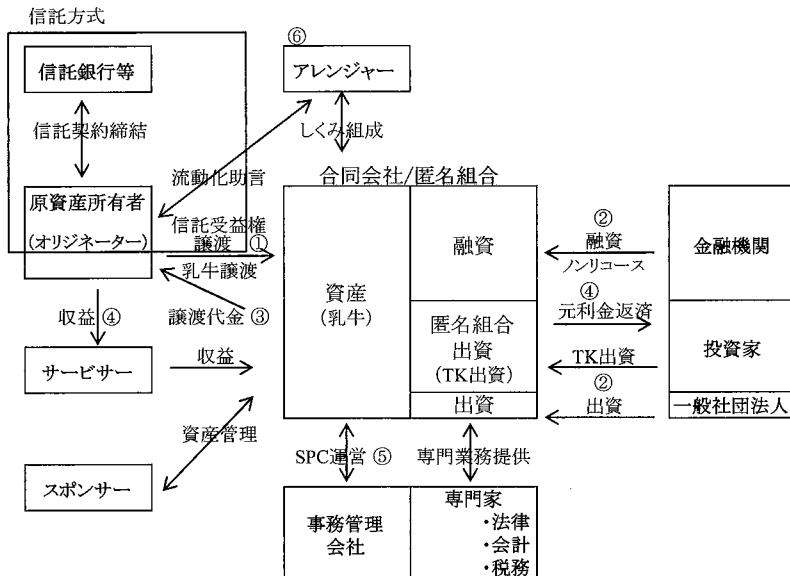 信託方式
信託銀行等
信託契約締結
原資産所有者
(オリジネーター)
⑥
アレンジャー
しくみ組成
流動化助言
合同会社/匿名組合
信託受益権
譲渡 ①
乳牛譲渡
譲渡代金 ③
収益 ④
サービサー
収益
資産管理
スポンサー
資産
(乳牛)
融資
匿名組合
出資
(TK出資)
出資
②
融資
ノンリコース
④
元利金返済
TK出資
②
出資
金融機関
投資家
一般社団法人
SPC運営 ⑤
専門業務提供
事務管理
会社
専門家
・法律
・会計
・税務